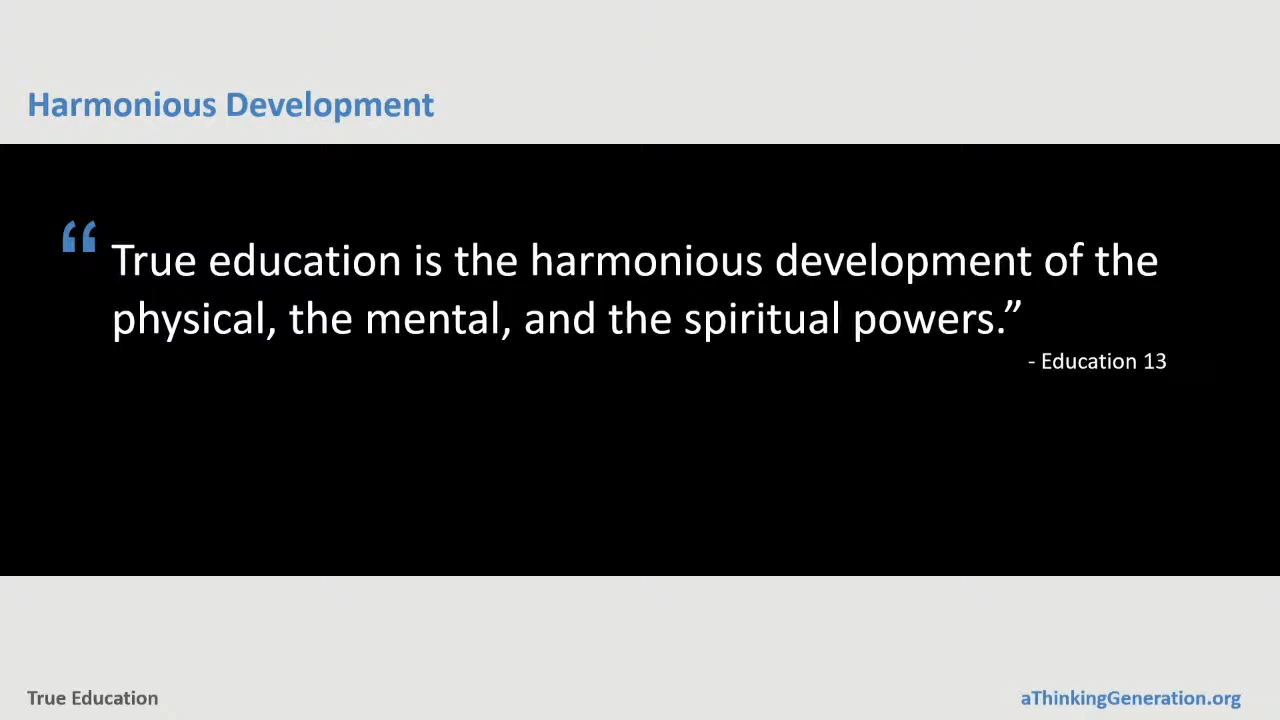 Harmonious Development
“True education is the harmonious development of the
physical, the mental, and the spiritual powers.”
- Education 13
True Education
aThinkingGeneration.org